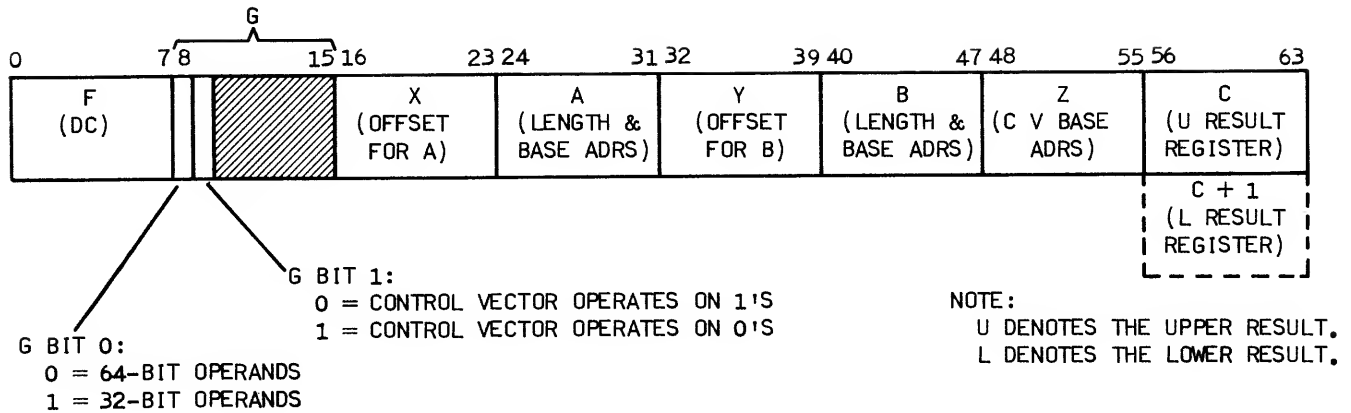 G
0 7 8 15 16 23 24 31 32 39 40 47 48 55 56 63
F
(DC)
X
(OFFSET
FOR A)
A
(LENGTH &
BASE ADRS)
Y
(OFFSET
FOR B)
B
(LENGTH &
BASE ADRS)
Z
(C V BASE
ADRS)
C
(U RESULT
REGISTER)
C + 1
(L RESULT
REGISTER)
G BIT 1:
0 = CONTROL VECTOR OPERATES ON 1'S
1 = CONTROL VECTOR OPERATES ON 0'S
G BIT 0:
0 = 64-BIT OPERANDS
1 = 32-BIT OPERANDS
NOTE:
U DENOTES THE UPPER RESULT.
L DENOTES THE LOWER RESULT.